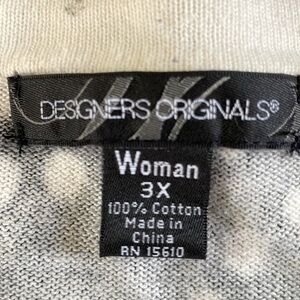 DESIGNERS ORIGINALS®
Woman
3X
100% Cotton
Made in
China
RN 15610